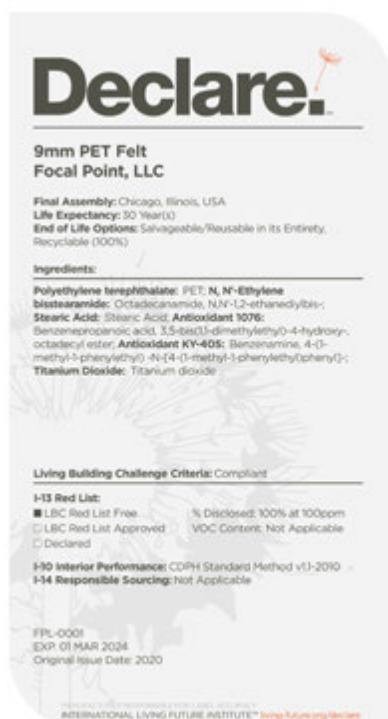 Declare.
9mm PET Felt
Focal Point, LLC
Final Assembly: Chicago, Illinois, USA
Life Expectancy: 30 Year(s)
End of Life Options: Salvageable/Reusable in its Entirety,
Recyclable (100%)
Ingredients:
Polyethylene terephthalate: PET; N, N'-Ethylene
bisstearamide: Octadecanamide, N,N'-1,2-ethanediylbis-;
Stearic Acid: Stearic Acid; Antioxidant 1076:
Benzenepropanoic acid, 3,5-bis(1,1-dimethylethyl)-4-hydroxy-,
octadecyl ester; Antioxidant KY-405: Benzenamine, 4-(1-
methyl-1-phenylethyl) -N-[4-(1-methyl-1-phenylethyl)phenyl]-;
Titanium Dioxide: Titanium dioxide
Living Building Challenge Criteria: Compliant
I-13 Red List:
LBC Red List Free % Disclosed: 100% at 100ppm
LBC Red List Approved VOC Content: Not Applicable
Declared
I-10 Interior Performance: CDPH Standard Method v1.1-2010
I-14 Responsible Sourcing: Not Applicable
FPL-0001
EXP. 01 MAR 2024
Original Issue Date: 2020
INTERNATIONAL LIVING FUTURE INSTITUTE™ living-future.org/declare